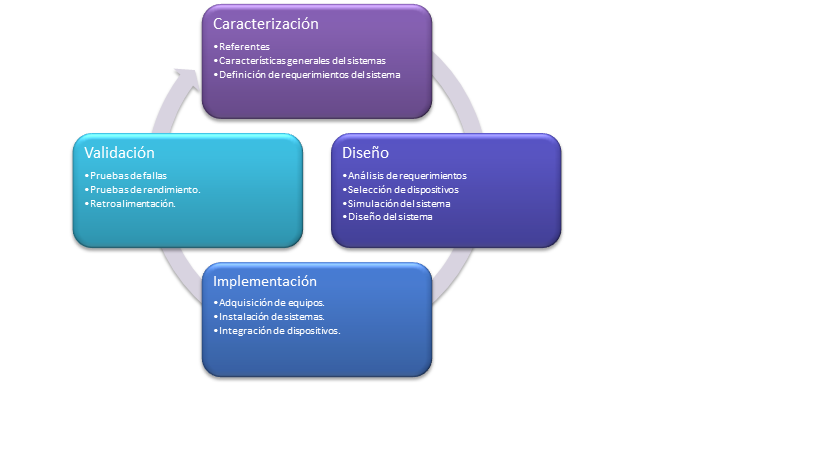 Caracterización
•Referentes
•Características generales del sistemas
•Definición de requerimientos del sistema
Validación
•Pruebas de fallas
•Pruebas de rendimiento.
•Retroalimentación.
Diseño
•Análisis de requerimientos
•Selección de dispositivos
•Simulación del sistema
•Diseño del sistema
Implementación
•Adquisición de equipos.
•Instalación de sistemas.
•Integración de dispositivos.